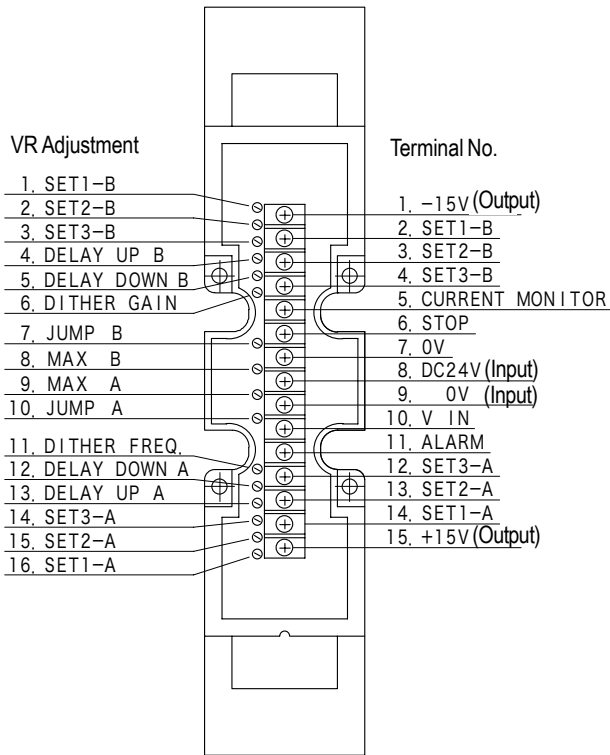 VR Adjustment
1. SET1-B
2. SET2-B
3. SET3-B
4. DELAY UP B
5. DELAY DOWN B
6. DITHER GAIN
7. JUMP B
8. MAX B
9. MAX A
10. JUMP A
11. DITHER FREQ.
12. DELAY DOWN A
13. DELAY UP A
14. SET3-A
15. SET2-A
16. SET1-A
Terminal No.
1. -15V (Output)
2. SET1-B
3. SET2-B
4. SET3-B
5. CURRENT MONITOR
6. STOP
7. 0V
8. DC24V (Input)
9. 0V (Input)
10. V IN
11. ALARM
12. SET3-A
13. SET2-A
14. SET1-A
15. +15V (Output)